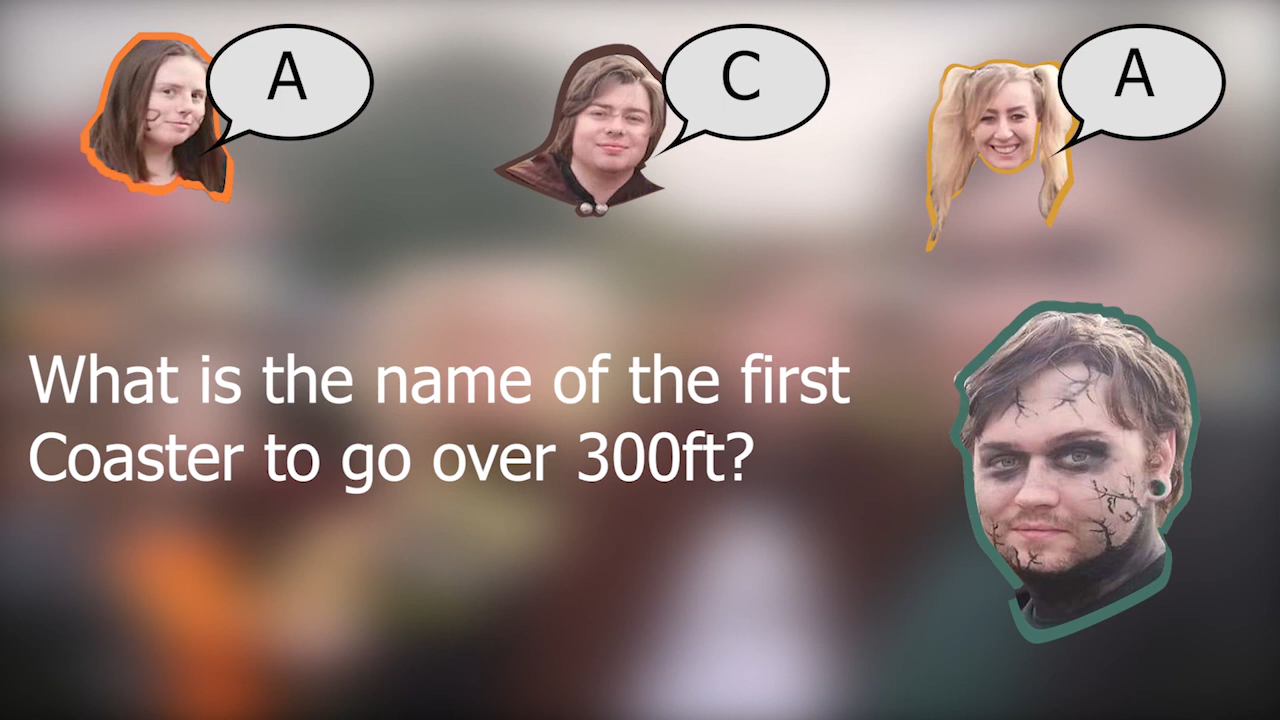 A
C
A
What is the name of the first
Coaster to go over 300ft?